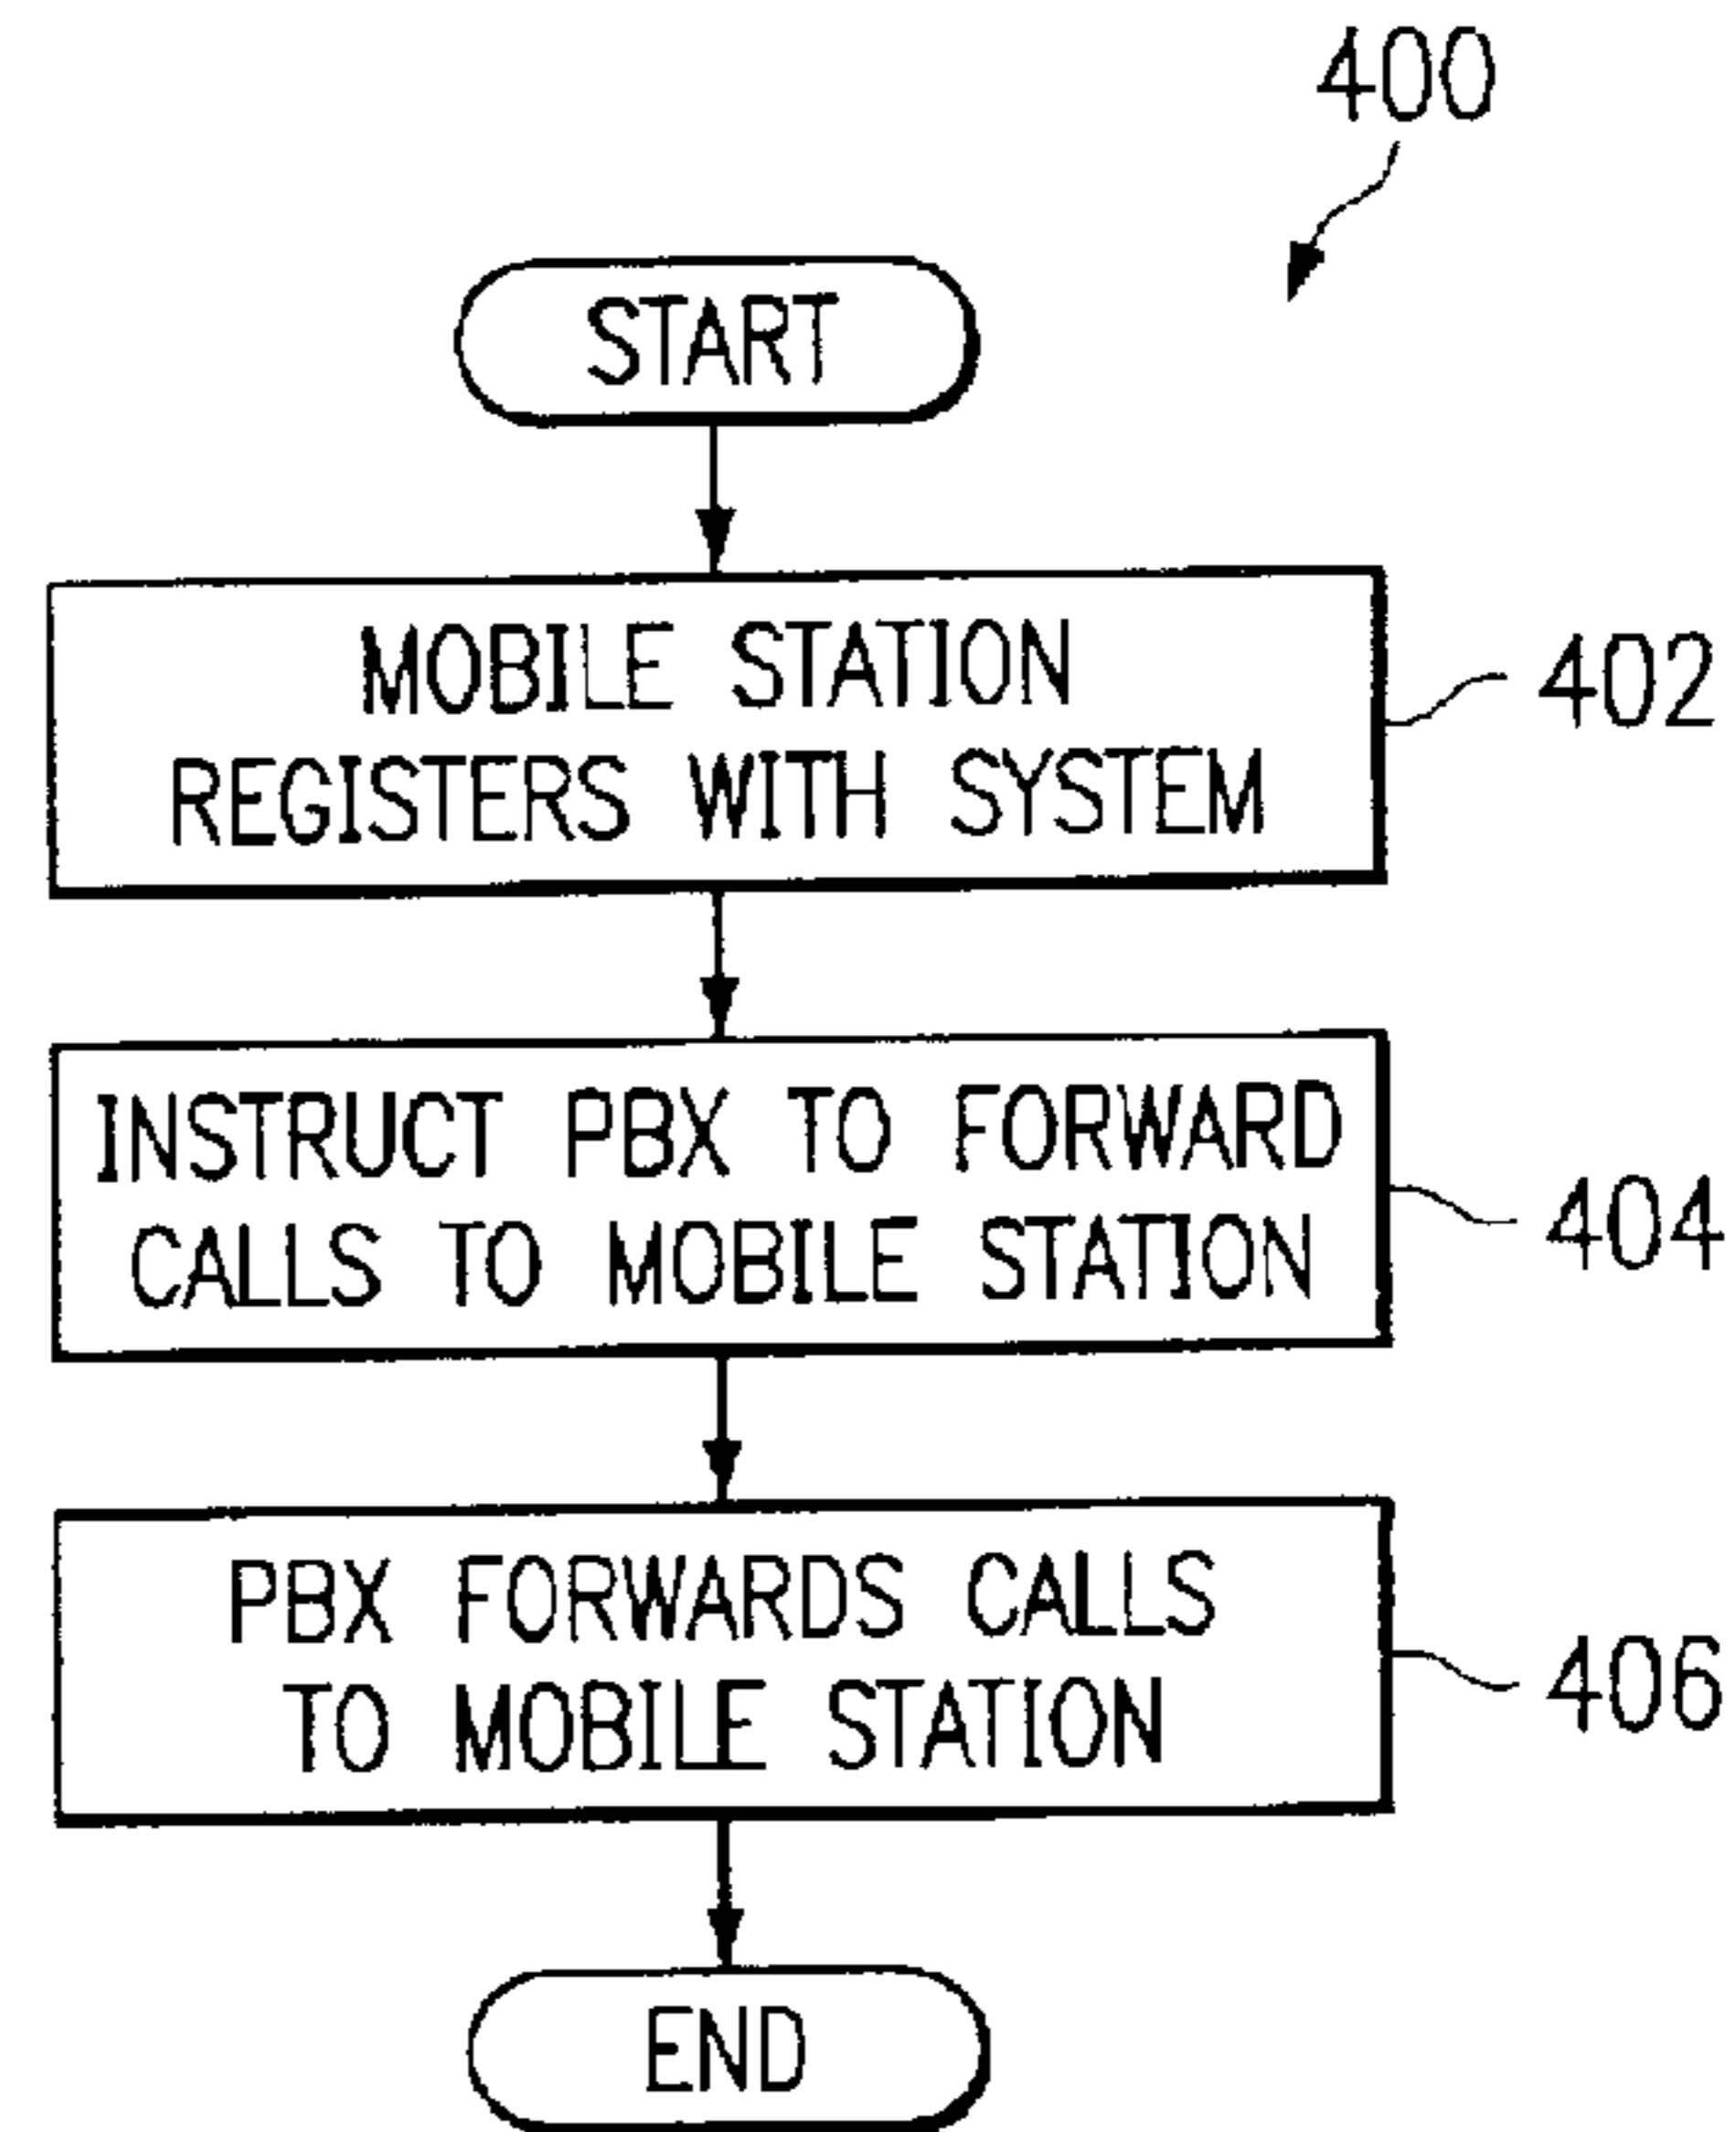 400
START
MOBILE STATION
REGISTERS WITH SYSTEM
402
INSTRUCT PBX TO FORWARD
CALLS TO MOBILE STATION
404
PBX FORWARDS CALLS
TO MOBILE STATION
406
END